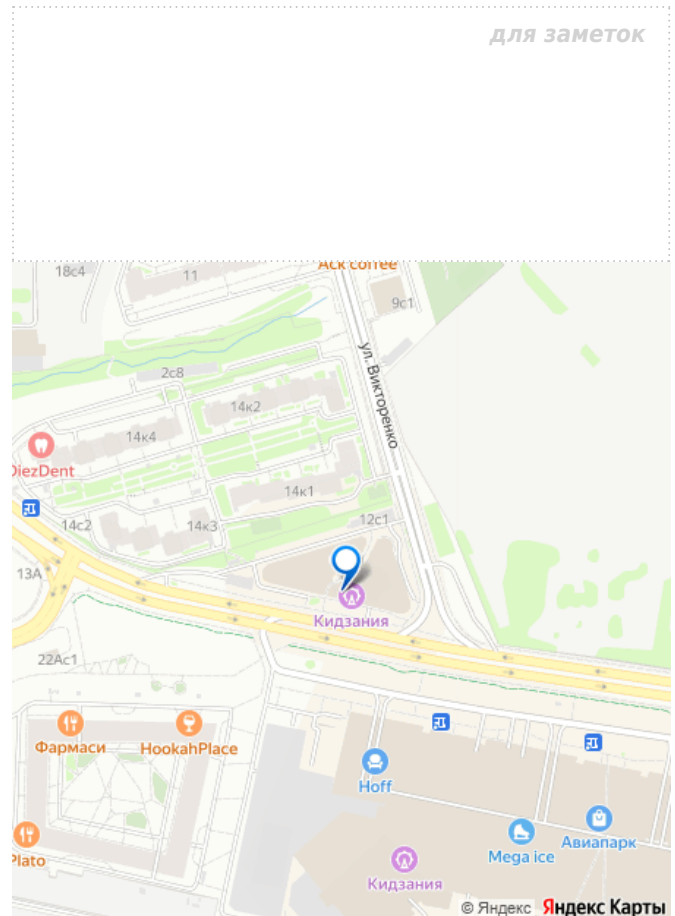 для заметок
Ack coffee
18с4
11
9с1
ул. Викторенко
2с8
14к2
14к4
DiezDent
14к1
12с1
14с2
14к3
13А
Кидзания
22Ас1
Фармаси
HookahPlace
Hoff
Авиапарк
Plato
Mega ice
Кидзания
© Яндекс Яндекс Карты